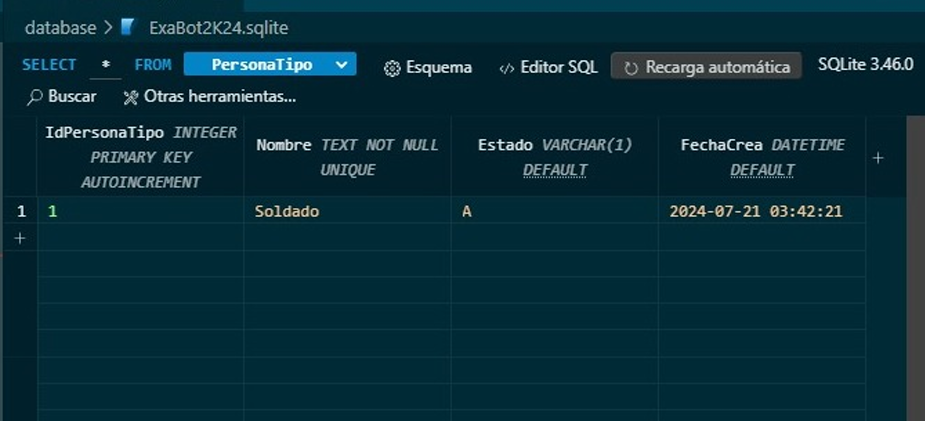 database > ExaBot2K24.sqlite
SELECT * FROM PersonaTipo Esquema </> Editor SQL Recarga automática SQLite 3.46.0
Buscar Otras herramientas...
IdPersonaTipo INTEGER PRIMARY KEY AUTOINCREMENT
Nombre TEXT NOT NULL UNIQUE
Estado VARCHAR(1) DEFAULT
FechaCrea DATETIME DEFAULT
+
1 1 Soldado A 2024-07-21 03:42:21
+